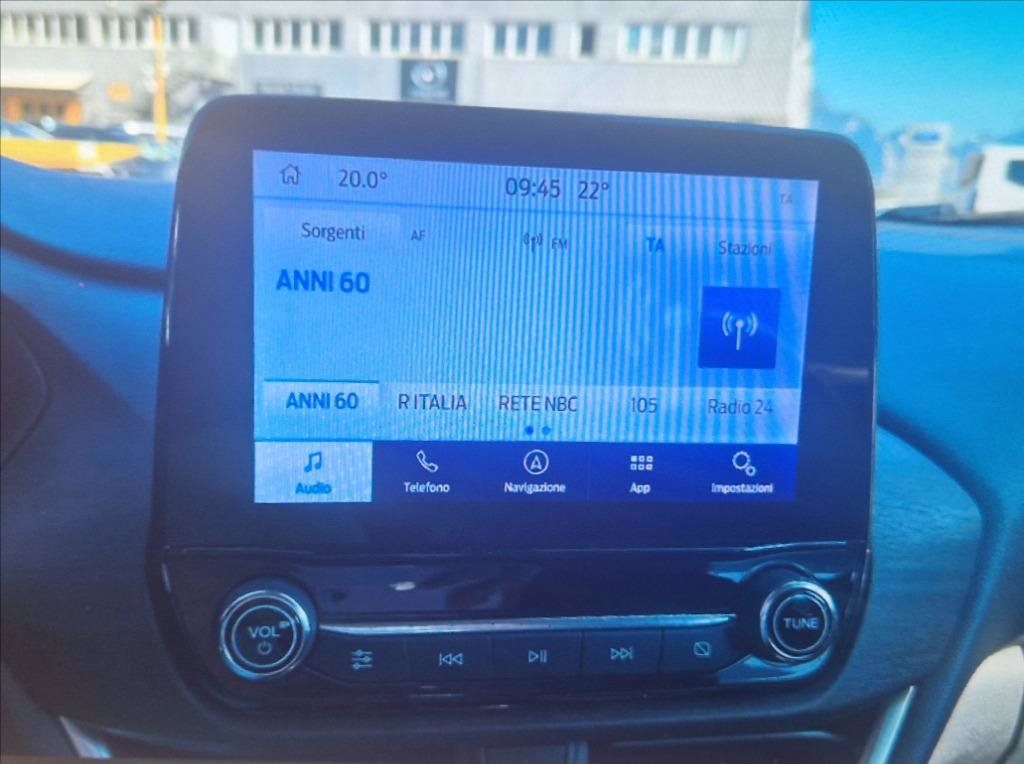 20.0° 09:45 22° TA
Sorgenti AF FM TA Stazioni
ANNI 60
ANNI 60 R ITALIA RETE NBC 105 Radio 24
Audio Telefono Navigazione App Impostazioni
VOL TUNE